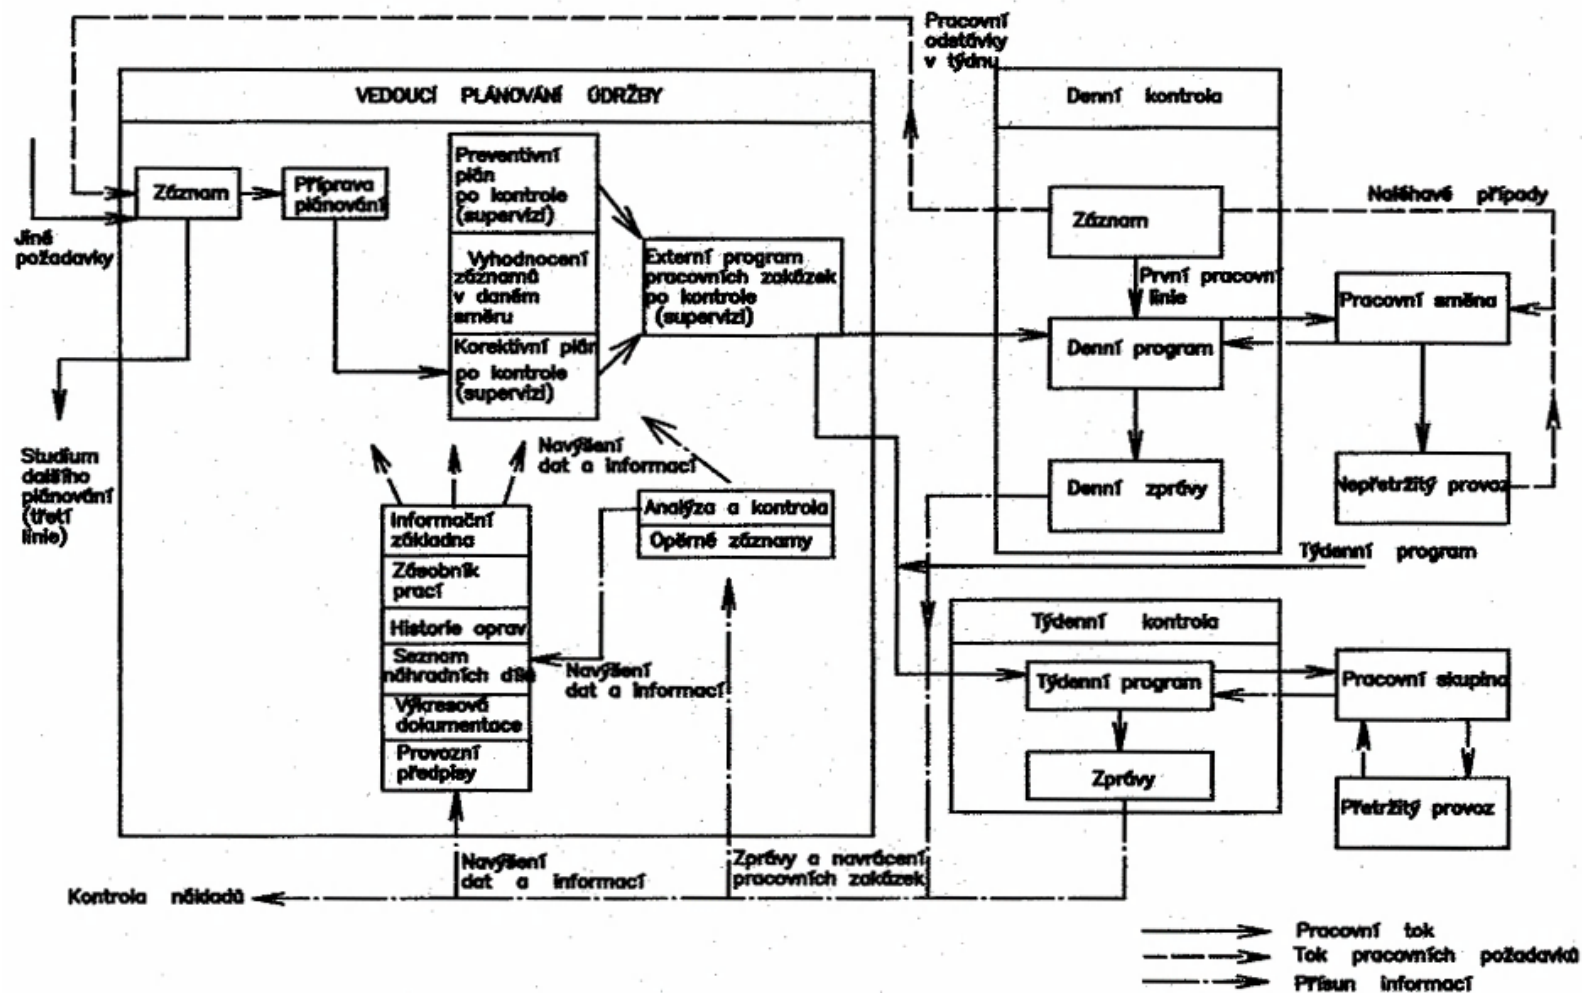 Pracovní
odstávky
v týdnu
VEDOUCÍ PLÁNOVÁNÍ ÚDRŽBY
Denní kontrola
Záznam
Příprava
plánování
Preventivní
plán
po kontrole
(supervizí)
Vyhodnocení
záznamů
v daném
směru
Korektivní plán
po kontrole
(supervizí)
Externí program
pracovních zakázek
po kontrole
(supervizí)
Jiné
požadavky
Studium
dalšího
plánování
(třetí
linie)
Záznam
Naléhavé případy
První pracovní
linie
Pracovní směna
Denní program
Denní zprávy
Nepřetržitý provoz
Týdenní program
Navýšení
dat a informací
Analýza a kontrola
Opěrné záznamy
Informační
základna
Zásobník
prací
Historie oprav
Seznam
náhradních dílů
Výkresová
dokumentace
Provozní
předpisy
Navýšení
dat a informací
Týdenní kontrola
Týdenní program
Pracovní skupina
Zprávy
Přetržitý provoz
Navýšení
dat a informací
Zprávy a navrácení
pracovních zakázek
Kontrola nákladů
Pracovní tok
Tok pracovních požadavků
Přísun informací